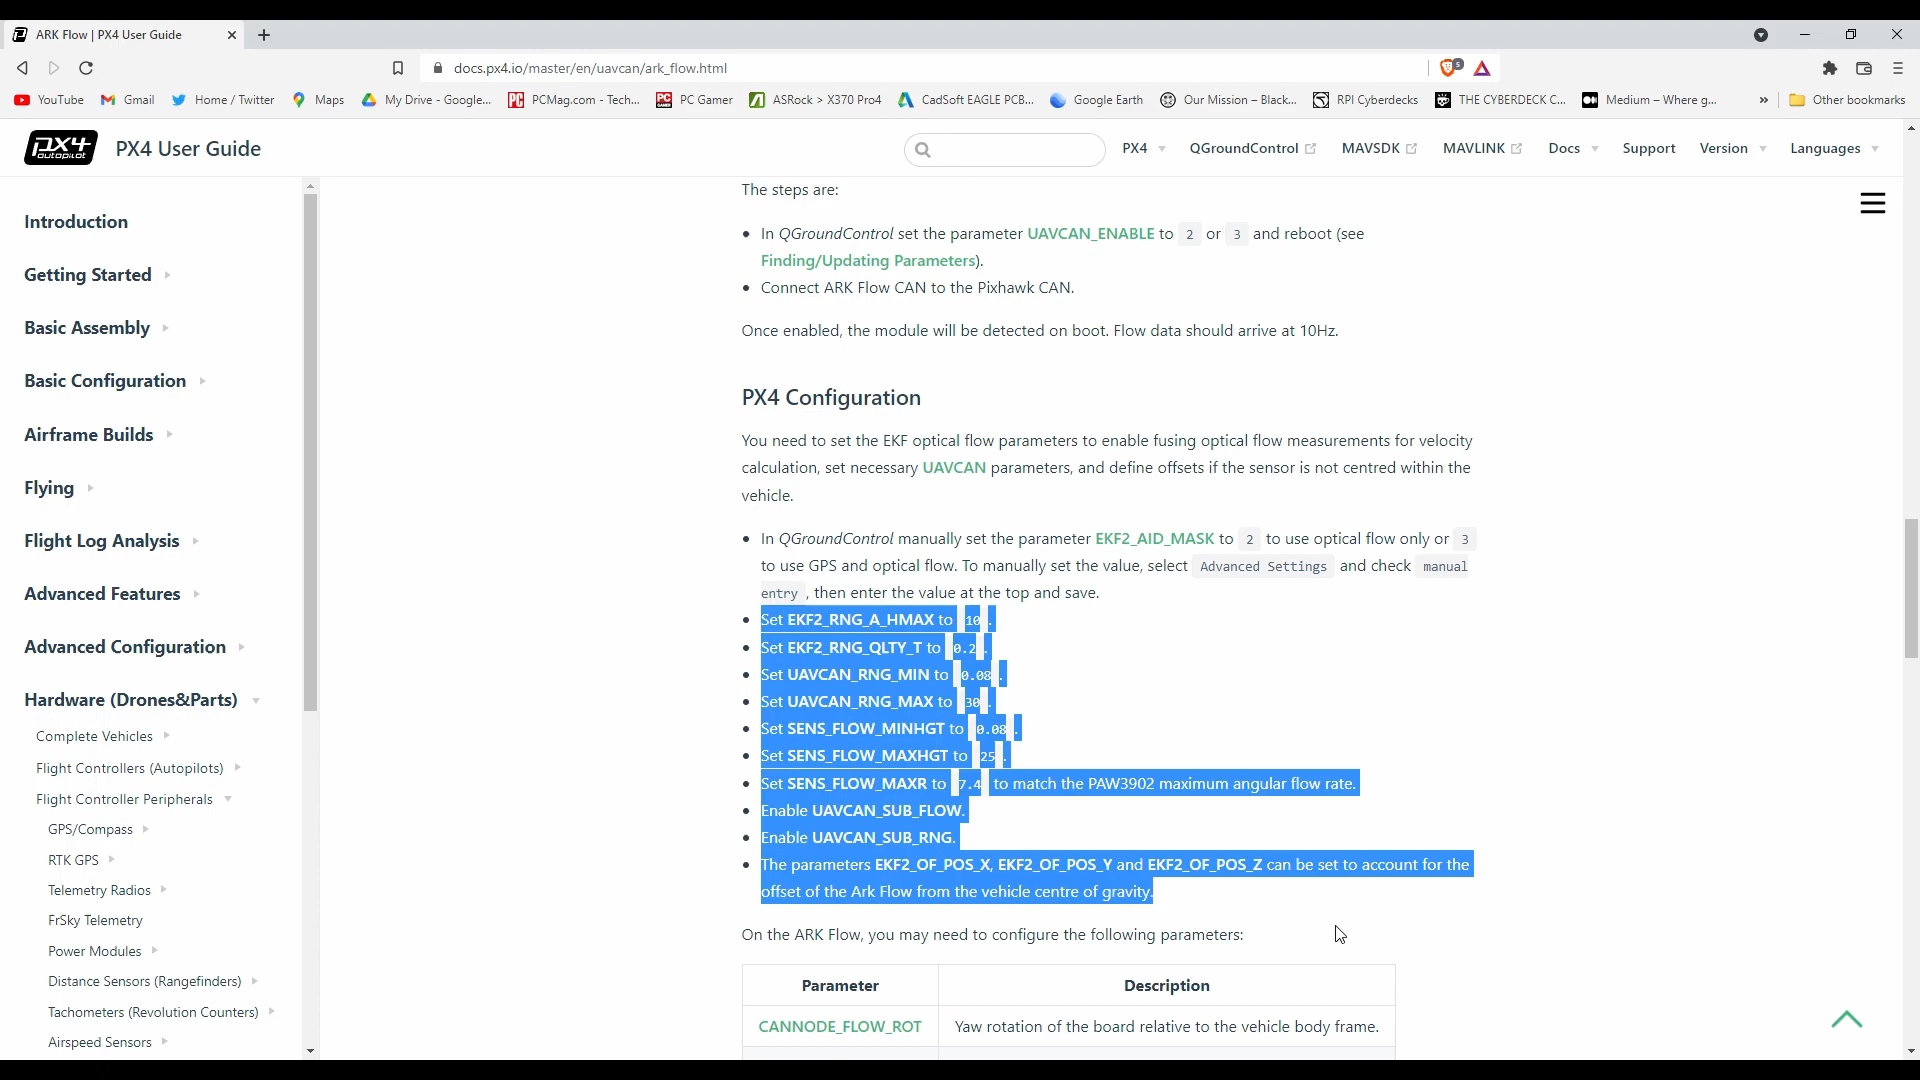 ARK Flow | PX4 User Guide
docs.px4.io/master/en/uavcan/ark_flow.html
5
YouTube Gmail Home / Twitter Maps My Drive - Google... PCMag.com - Tech... PC Gamer ASRock > X370 Pro4 CadSoft EAGLE PCB... Google Earth Our Mission – Black... RPI Cyberdecks THE CYBERDECK C... Medium – Where g... » Other bookmarks
PX4 autopilot PX4 User Guide PX4 QGroundControl MAVSDK MAVLINK Docs Support Version Languages
Introduction
Getting Started
Basic Assembly
Basic Configuration
Airframe Builds
Flying
Flight Log Analysis
Advanced Features
Advanced Configuration
Hardware (Drones&Parts)
Complete Vehicles
Flight Controllers (Autopilots)
Flight Controller Peripherals
GPS/Compass
RTK GPS
Telemetry Radios
FrSky Telemetry
Power Modules
Distance Sensors (Rangefinders)
Tachometers (Revolution Counters)
Airspeed Sensors
The steps are:
• In QGroundControl set the parameter UAVCAN_ENABLE to 2 or 3 and reboot (see
Finding/Updating Parameters).
• Connect ARK Flow CAN to the Pixhawk CAN.
Once enabled, the module will be detected on boot. Flow data should arrive at 10Hz.
PX4 Configuration
You need to set the EKF optical flow parameters to enable fusing optical flow measurements for velocity
calculation, set necessary UAVCAN parameters, and define offsets if the sensor is not centred within the
vehicle.
• In QGroundControl manually set the parameter EKF2_AID_MASK to 2 to use optical flow only or 3
to use GPS and optical flow. To manually set the value, select Advanced Settings and check manual
entry , then enter the value at the top and save.
• Set EKF2_RNG_A_HMAX to 10 .
• Set EKF2_RNG_QLTY_T to 0.2 .
• Set UAVCAN_RNG_MIN to 0.08 .
• Set UAVCAN_RNG_MAX to 30 .
• Set SENS_FLOW_MINHGT to 0.08 .
• Set SENS_FLOW_MAXHGT to 25 .
• Set SENS_FLOW_MAXR to 7.4 to match the PAW3902 maximum angular flow rate.
• Enable UAVCAN_SUB_FLOW.
• Enable UAVCAN_SUB_RNG.
• The parameters EKF2_OF_POS_X, EKF2_OF_POS_Y and EKF2_OF_POS_Z can be set to account for the
offset of the Ark Flow from the vehicle centre of gravity.
On the ARK Flow, you may need to configure the following parameters:
Parameter Description
CANNODE_FLOW_ROT Yaw rotation of the board relative to the vehicle body frame.